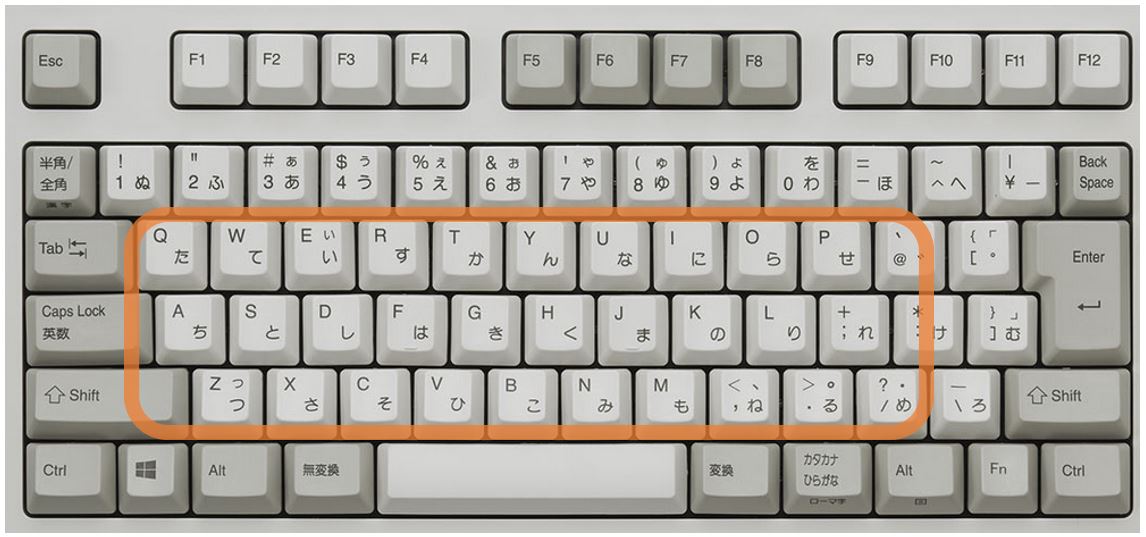 Esc F1 F2 F3 F4 F5 F6 F7 F8 F9 F10 F11 F12
半角/ ! " # ぁ $ ぅ % ぇ & ぉ ' ゃ ( ゅ ) ょ を = ~ | Back
全角 1 ぬ 2 ふ 3 あ 4 う 5 え 6 お 7 や 8 ゆ 9 よ 0 わ - ほ ^ へ ¥ ー Space
漢字
Tab Q W E ぃ R T Y U I O P ` { 「 Enter
た て い す か ん な に ら せ @ ゛ [ ゜
Caps Lock A S D F G H J K L + * } 」
英数 ち と し は き く ま の り ; れ : け ] む
Shift Z っ X C V B N M < 、 > 。 ? ・ _ Shift
つ さ そ ひ こ み も , ね . る / め \ ろ
Ctrl Alt 無変換 変換 カタカナ Alt Fn Ctrl
ひらがな
ローマ字